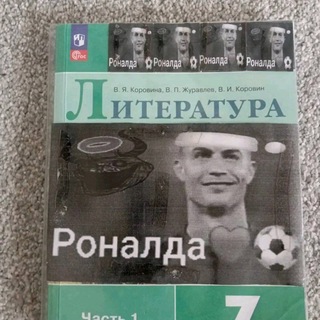 Роналда Роналда Роналда Роналда
В. Я. Коровина, В. П. Журавлев, В. И. Коровин
ЛИТЕРАТУРА
Роналда
Часть 1
7